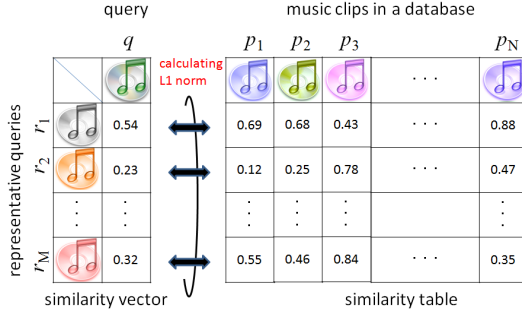 query
music clips in a database
q
calculating
L1 norm
p1 p2 p3 pN
· · ·
representative queries
r1 0.54 0.69 0.68 0.43 0.88
r2 0.23 0.12 0.25 0.78 0.47
rM 0.32 0.55 0.46 0.84 · · · 0.35
similarity vector
similarity table